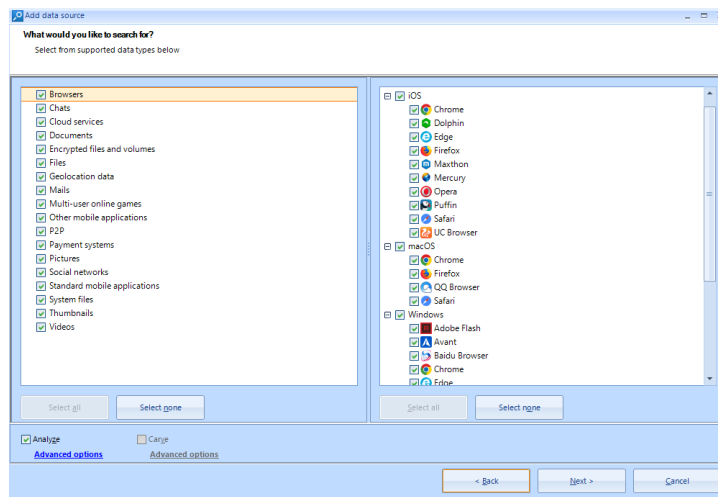 Add data source
What would you like to search for?
Select from supported data types below
Browsers
Chats
Cloud services
Documents
Encrypted files and volumes
Files
Geolocation data
Mails
Multi-user online games
Other mobile applications
P2P
Payment systems
Pictures
Social networks
Standard mobile applications
System files
Thumbnails
Videos
Select all
Select none
iOS
Chrome
Dolphin
Edge
Firefox
Maxthon
Mercury
Opera
Puffin
Safari
UC Browser
macOS
Chrome
Firefox
QQ Browser
Safari
Windows
Adobe Flash
Avant
Baidu Browser
Chrome
Edge
Select all
Select none
Analyze
Carve
Advanced options
Advanced options
< Back
Next >
Cancel